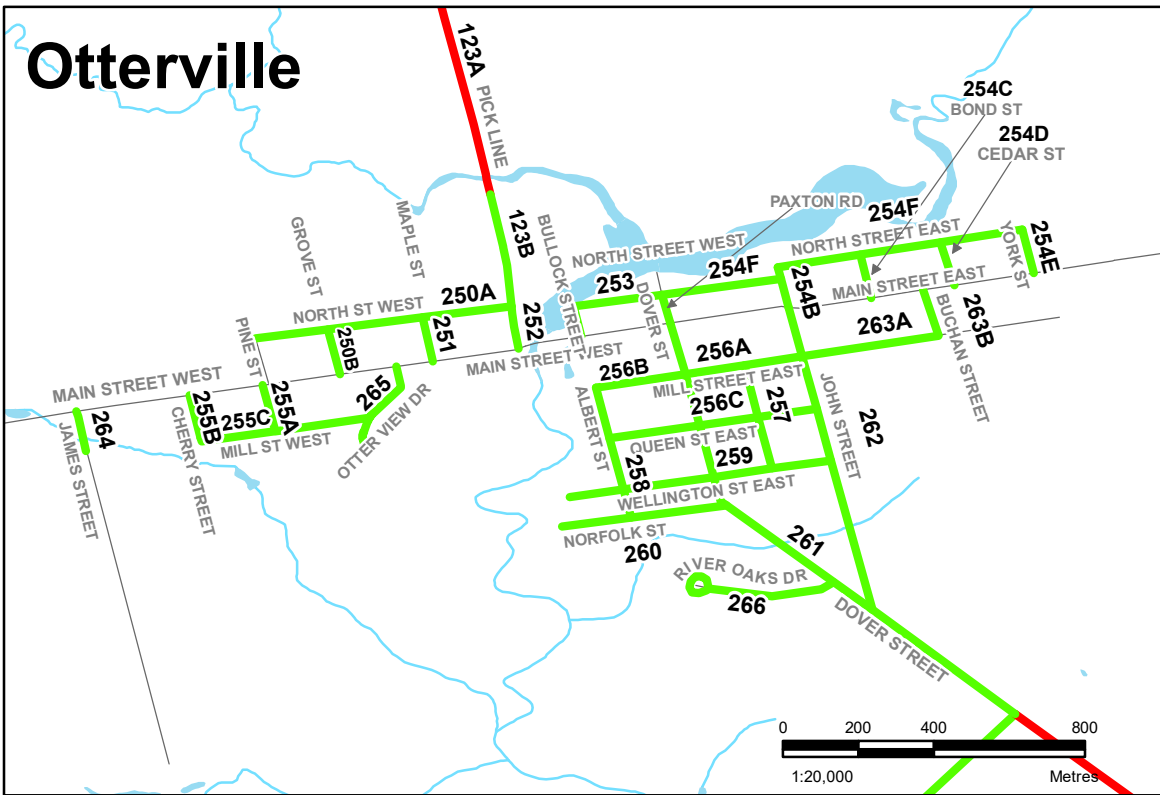 Otterville
123A
PICK LINE
254C
BOND ST
254D
CEDAR ST
PAXTON RD
254F
NORTH STREET EAST
YORK ST
254E
GROVE ST
MAPLE ST
123B
BULLOCK STREET
NORTH STREET WEST
253
254F
254B
MAIN STREET EAST
250A
NORTH ST WEST
252
DOVER ST
263A
263B
BUCHAN STREET
PINE ST
250B
251
MAIN STREET WEST
256B
256A
MILL STREET EAST
MAIN STREET WEST
265
OTTER VIEW DR
255A
255C
255B
MILL ST WEST
CHERRY STREET
264
JAMES STREET
ALBERT ST
256C
257
JOHN STREET
262
QUEEN ST EAST
258
259
WELLINGTON ST EAST
NORFOLK ST
260
261
RIVER OAKS DR
266
DOVER STREET
0 200 400 800
1:20,000 Metres